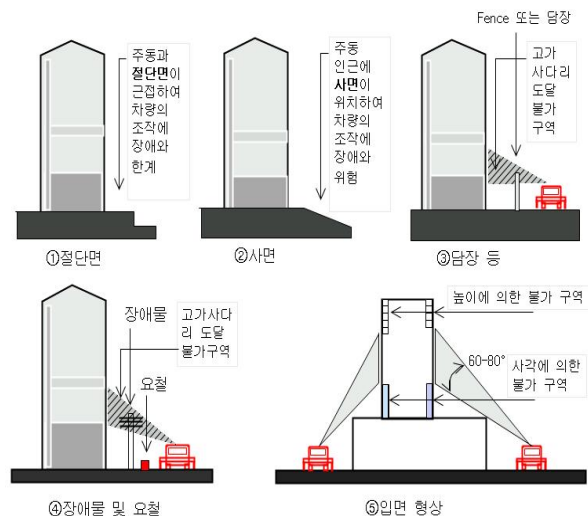 주동과
절단면이
근접하여
차량의
조작에
장애와
한계
①절단면
주동
인근에
사면이
위치하여
차량의
조작에
장애와
위험
②사면
Fence 또는 담장
고가
사다리
도달
불가
구역
③담장 등
장애물
고가사다
리 도달
불가구역
요철
④장애물 및 요철
높이에 의한 불가 구역
60-80°
사각에 의한
불가 구역
⑤입면 형상